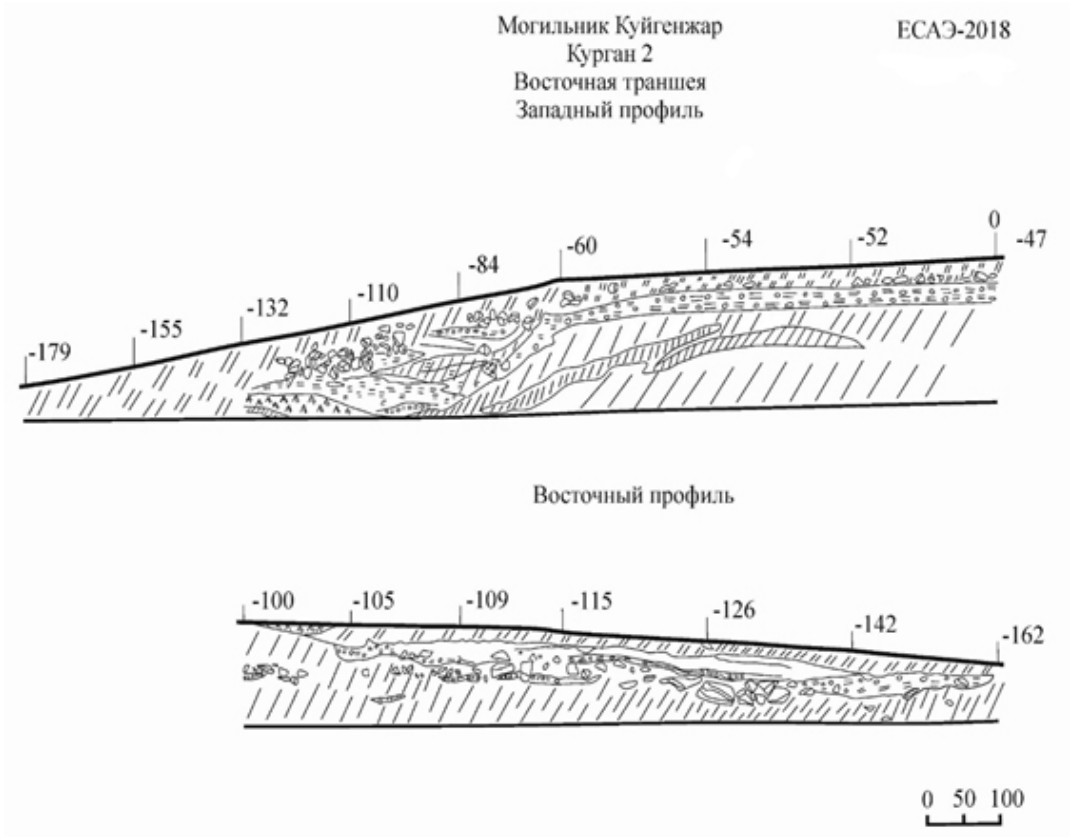 Могильник Куйгенжар
ЕСАЭ-2018
Курган 2
Восточная траншея
Западный профиль
0
-179 -155 -132 -110 -84 -60 -54 -52 -47
Восточный профиль
-100 -105 -109 -115 -126 -142 -162
0 50 100